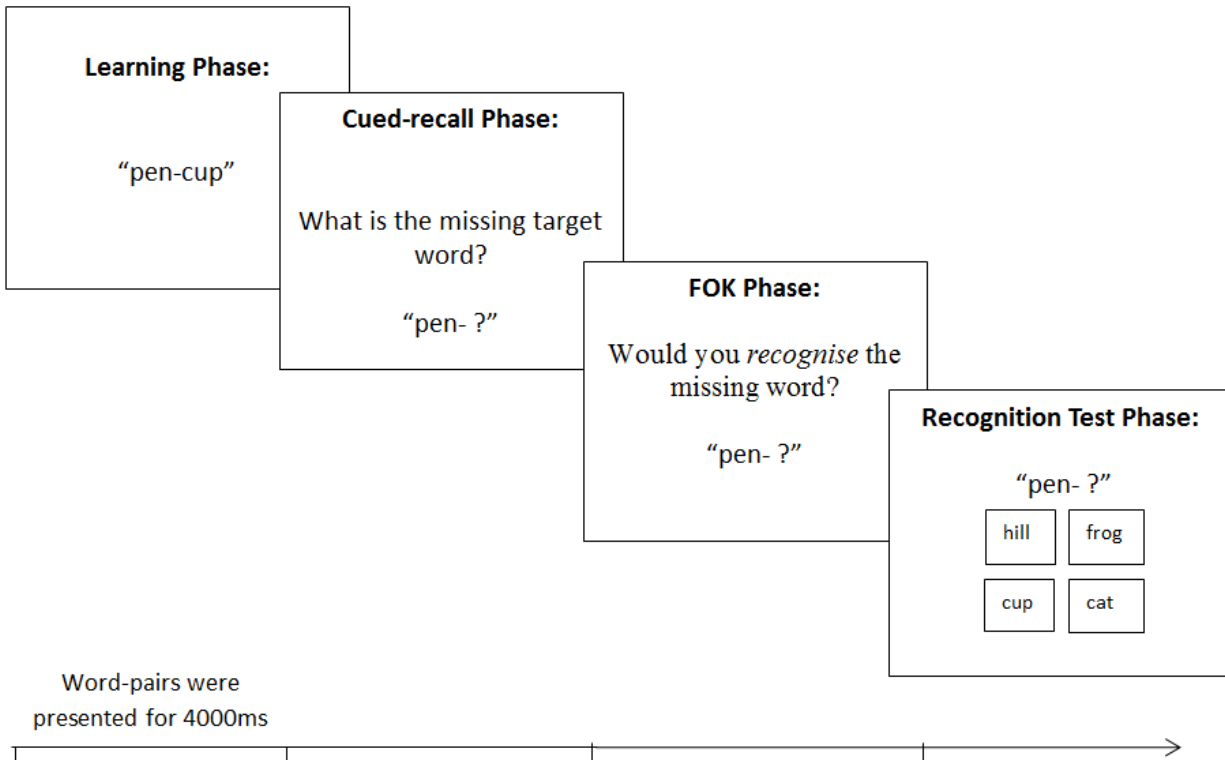 Learning Phase:
“pen-cup”
Cued-recall Phase:
What is the missing target
word?
“pen- ?”
FOK Phase:
Would you recognise the
missing word?
“pen- ?”
Recognition Test Phase:
“pen- ?”
hill frog
cup cat
Word-pairs were
presented for 4000ms